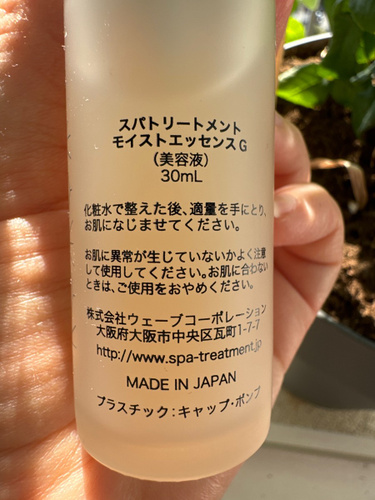 スパトリートメント
モイストエッセンスG
(美容液)
30mL
化粧水で整えた後、適量を手にとり、
お肌になじませてください。
お肌に異常が生じていないかよく注意
して使用してください。お肌に合わない
ときは、ご使用をおやめください。
株式会社ウェーブコーポレーション
大阪府大阪市中央区瓦町1-7-7
http://www.spa-treatment.jp
MADE IN JAPAN
プラスチック:キャップ・ポンプ